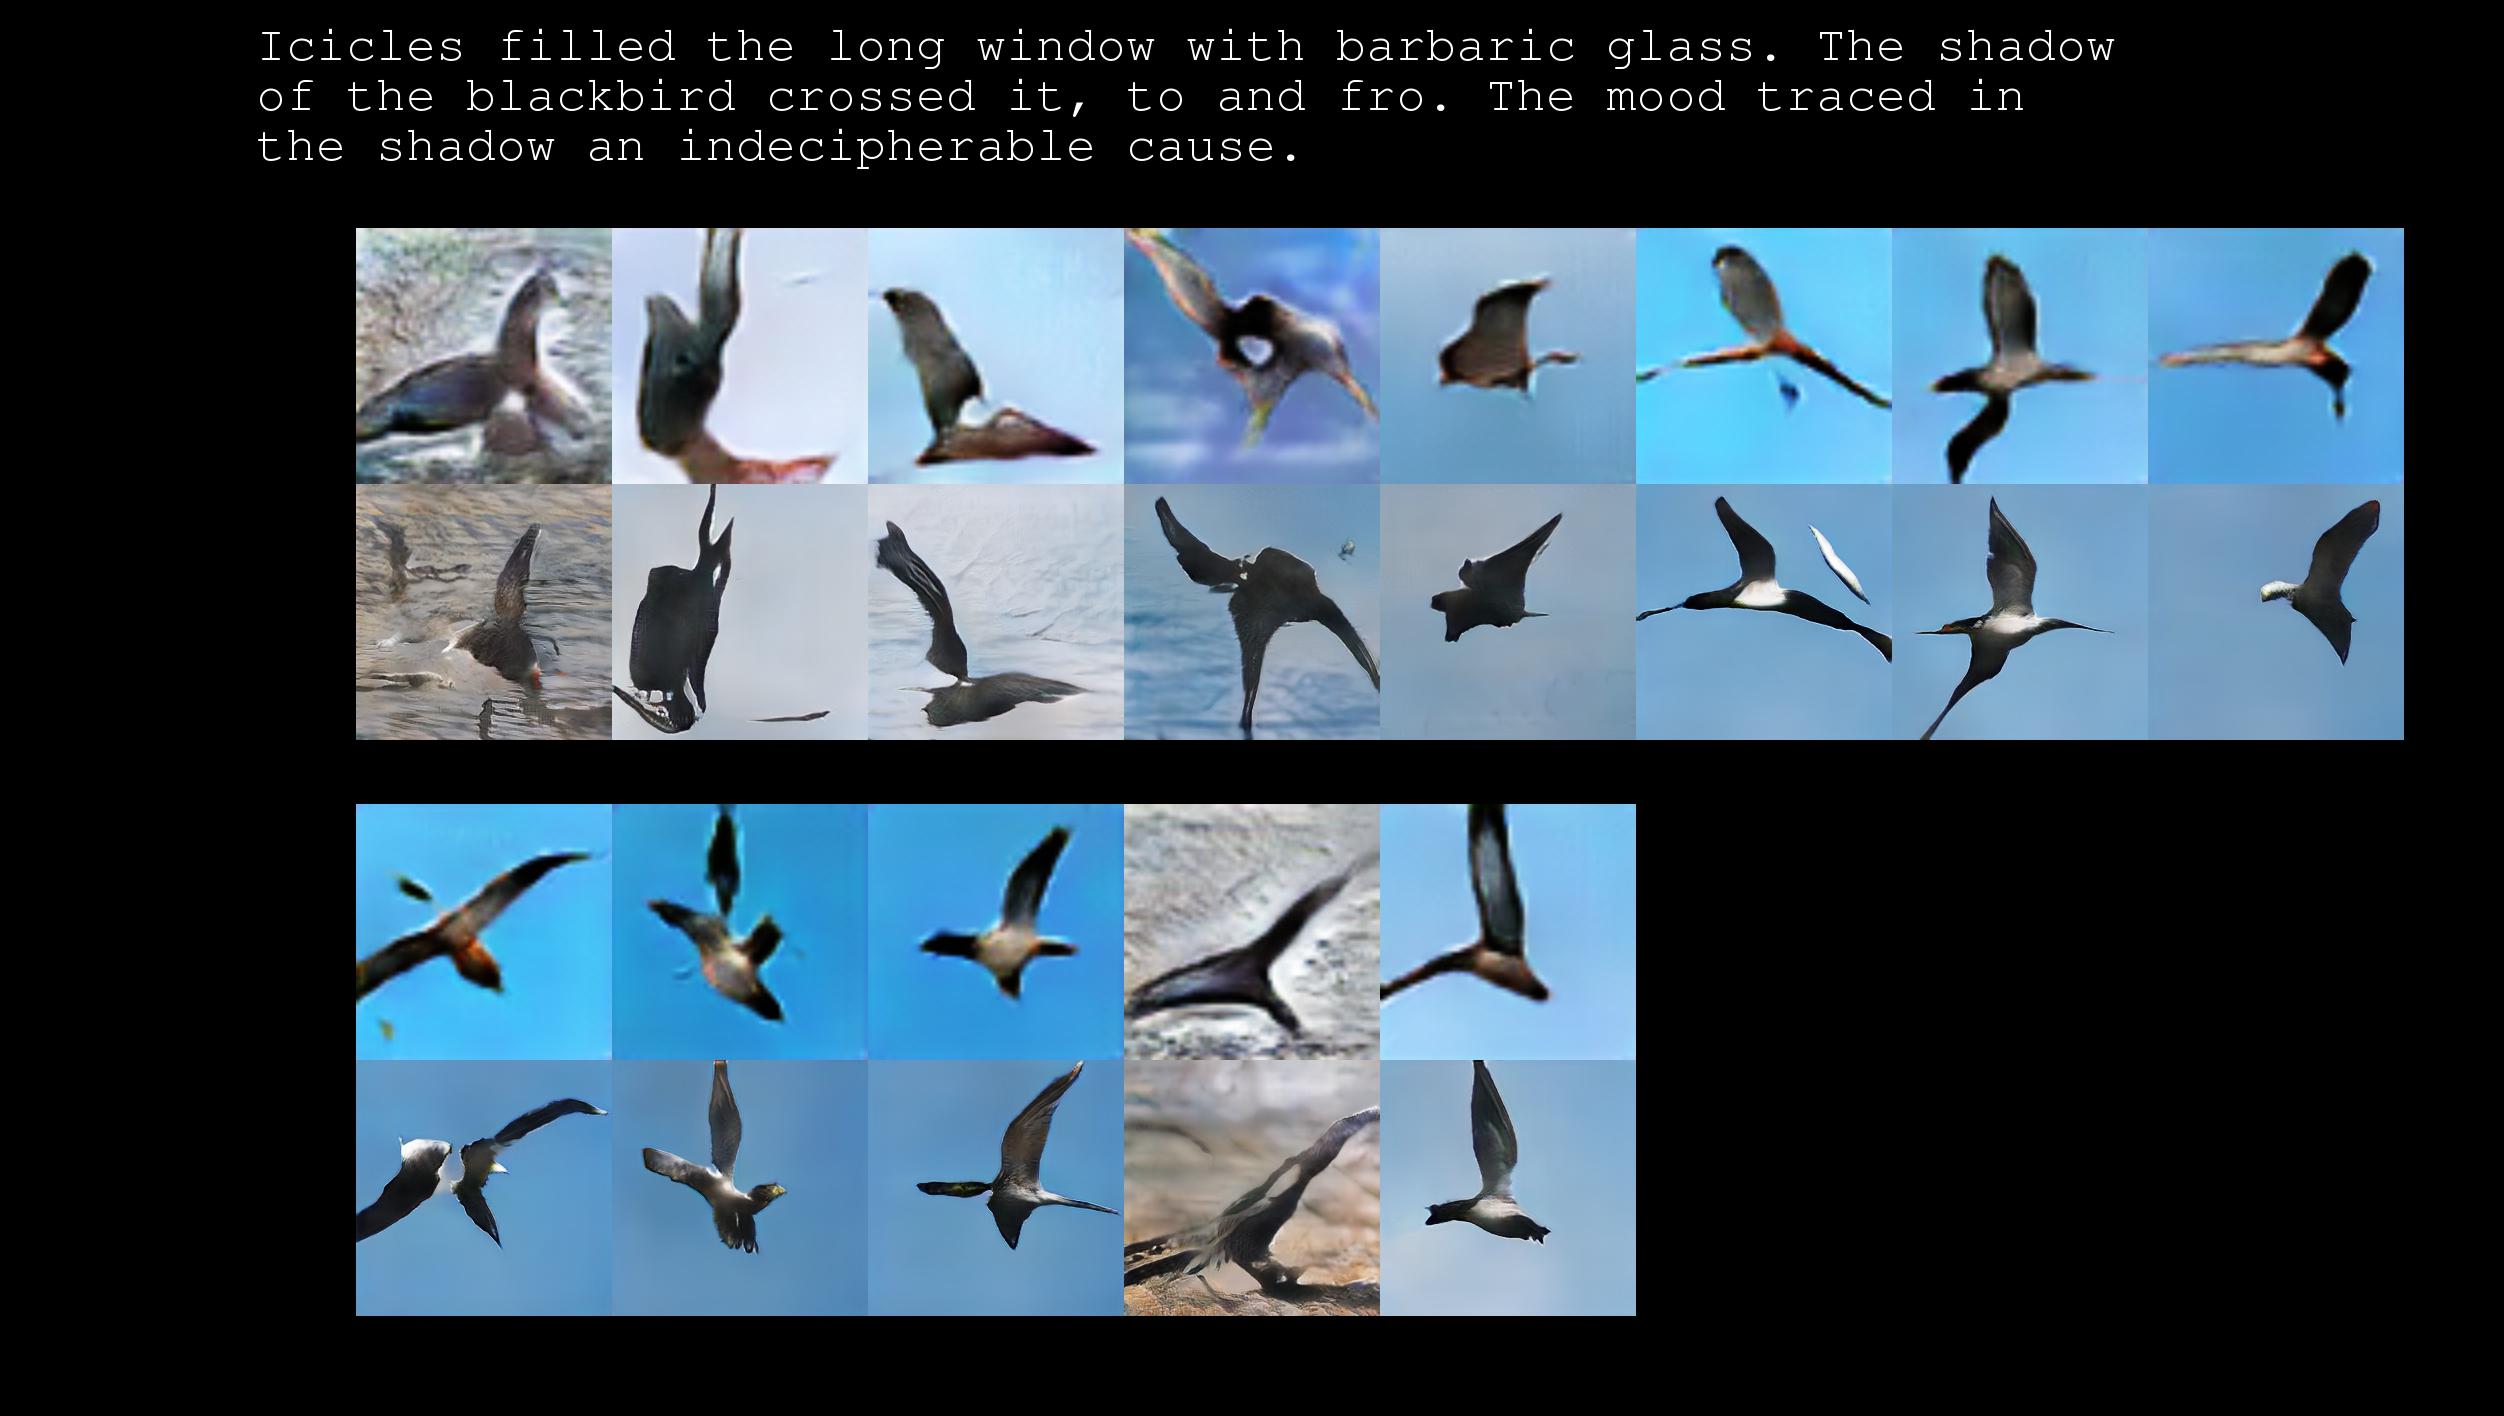 Icicles filled the long window with barbaric glass. The shadow
of the blackbird crossed it, to and fro. The mood traced in
the shadow an indecipherable cause.